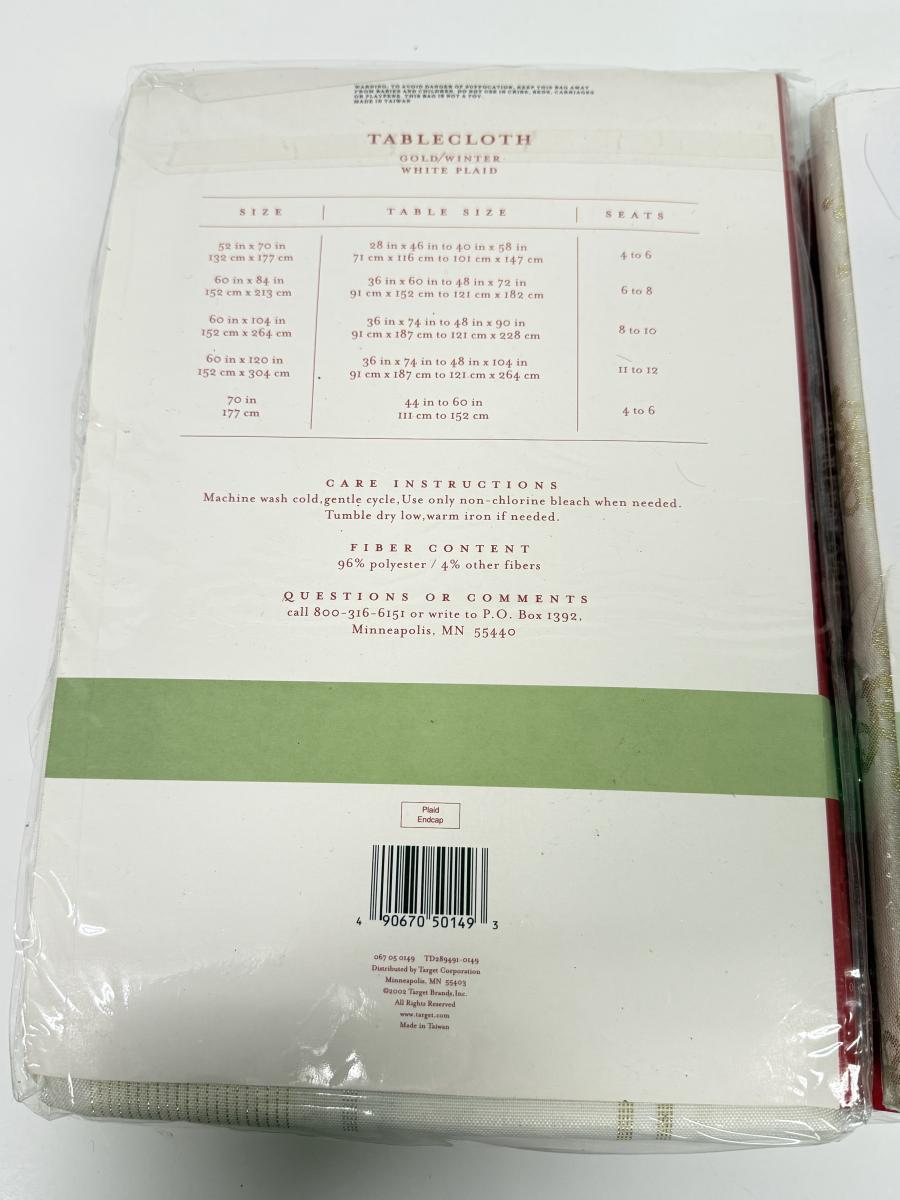 WARNING: TO AVOID DANGER OF SUFFOCATION, KEEP THIS BAG AWAY
FROM BABIES AND CHILDREN. DO NOT USE IN CRIBS, BEDS, CARRIAGES
OR PLAYPENS. THIS BAG IS NOT A TOY.
MADE IN TAIWAN
TABLECLOTH
GOLD/WINTER
WHITE PLAID
SIZE TABLE SIZE SEATS
52 in x 70 in 28 in x 46 in to 40 in x 58 in
132 cm x 177 cm 71 cm x 116 cm to 101 cm x 147 cm 4 to 6
60 in x 84 in 36 in x 60 in to 48 in x 72 in
152 cm x 213 cm 91 cm x 152 cm to 121 cm x 182 cm 6 to 8
60 in x 104 in 36 in x 74 in to 48 in x 90 in
152 cm x 264 cm 91 cm x 187 cm to 121 cm x 228 cm 8 to 10
60 in x 120 in 36 in x 74 in to 48 in x 104 in
152 cm x 304 cm 91 cm x 187 cm to 121 cm x 264 cm 11 to 12
70 in 44 in to 60 in
177 cm 111 cm to 152 cm 4 to 6
CARE INSTRUCTIONS
Machine wash cold, gentle cycle. Use only non-chlorine bleach when needed.
Tumble dry low, warm iron if needed.
FIBER CONTENT
96% polyester / 4% other fibers
QUESTIONS OR COMMENTS
call 800-316-6151 or write to P.O. Box 1392,
Minneapolis, MN 55440
Plaid
Endcap
4 90670 50149 3
067 05 0149 TD289491-0149
Distributed by Target Corporation
Minneapolis, MN 55403
©2002 Target Brands, Inc.
All Rights Reserved
www.target.com
Made in Taiwan